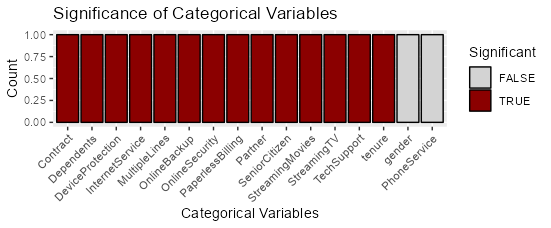 Significance of Categorical Variables
Count
1.00
0.75
0.50
0.25
0.00
Contract
Dependents
DeviceProtection
InternetService
MultipleLines
OnlineBackup
OnlineSecurity
PaperlessBilling
Partner
SeniorCitizen
StreamingMovies
StreamingTV
TechSupport
tenure
gender
PhoneService
Categorical Variables
Significant
FALSE
TRUE